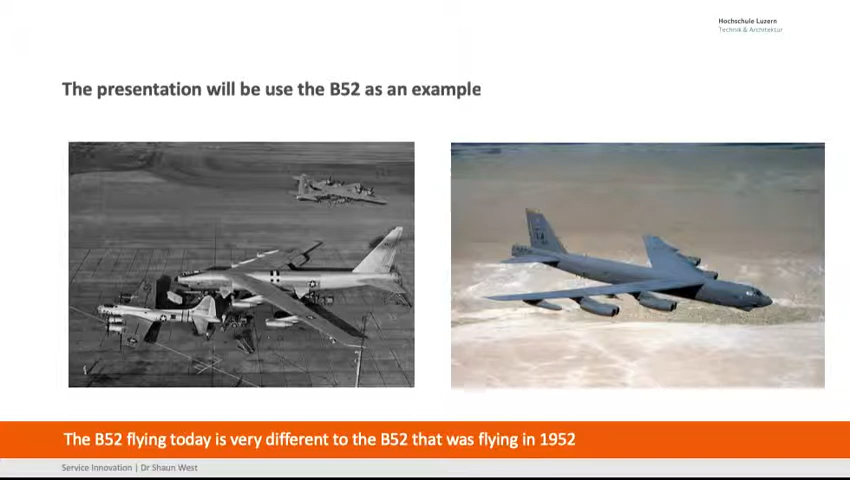 Hochschule Luzern
Technik & Architektur
The presentation will be use the B52 as an example
The B52 flying today is very different to the B52 that was flying in 1952
Service Innovation | Dr Shaun West